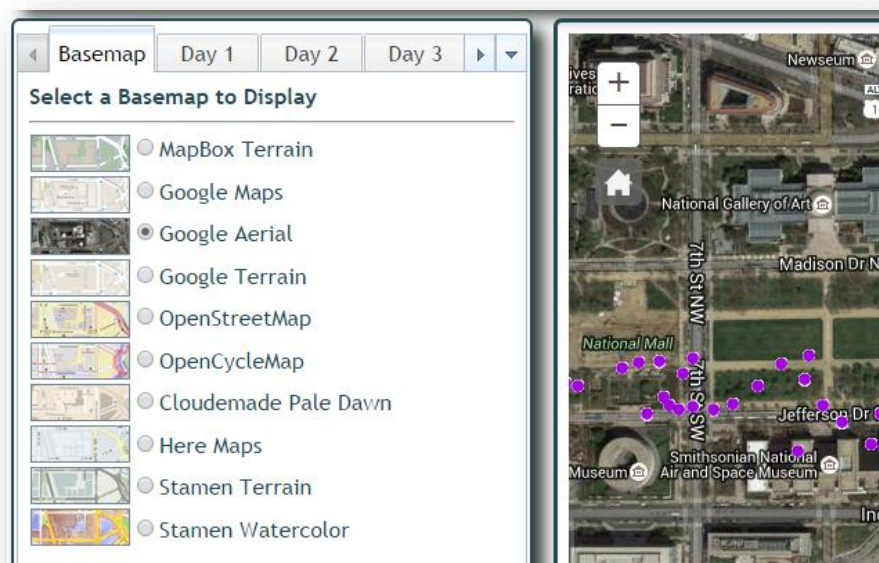 Basemap
Day 1
Day 2
Day 3
Select a Basemap to Display
MapBox Terrain
Google Maps
Google Aerial
Google Terrain
OpenStreetMap
OpenCycleMap
Cloudemade Pale Dawn
Here Maps
Stamen Terrain
Stamen Watercolor
Newseum
ives
+
−
1
National Gallery of Art
7th St NW
Madison Dr N
National Mall
7th St SW
Jefferson Dr
Smithsonian National
Air and Space Museum
Museum